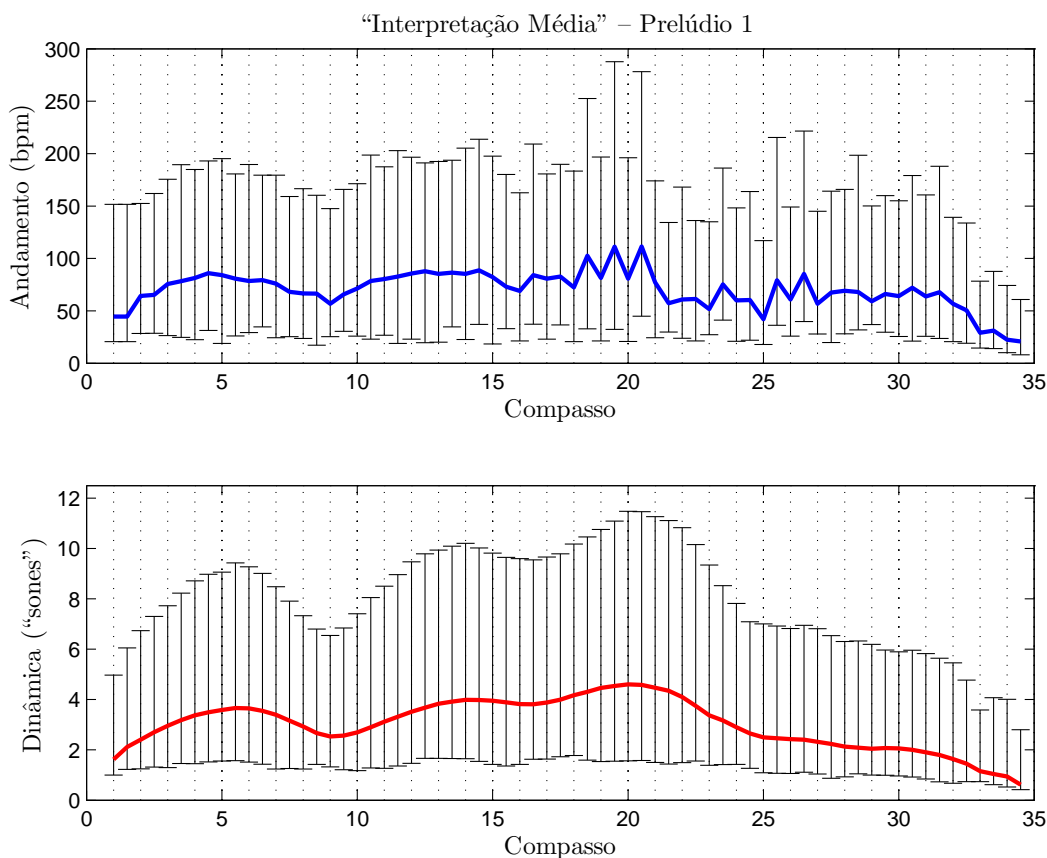 “Interpretação Média” – Prelúdio 1
300
250
200
150
100
50
0
Andamento (bpm)
0 5 10 15 20 25 30 35
Compasso
12
10
8
6
4
2
0
Dinâmica (“sones”)
0 5 10 15 20 25 30 35
Compasso